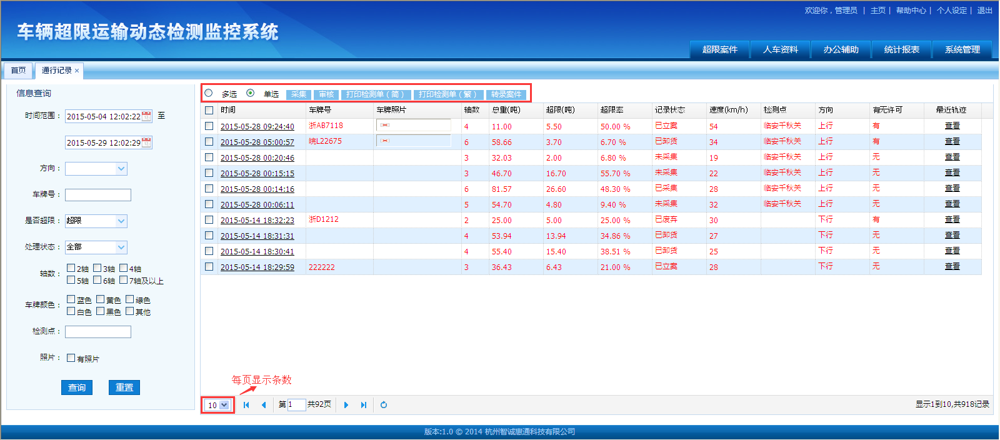 欢迎你，管理员 | 主页 | 帮助中心 | 个人设定 | 退出
车辆超限运输动态检测监控系统
超限案件 人车资料 办公辅助 统计报表 系统管理
首页 通行记录 ×
信息查询
时间范围： 2015-05-04 12:02:22 至
2015-05-29 12:02:29
方向：
车牌号：
是否超限： 超限
处理状态： 全部
轴数： 2轴 3轴 4轴
5轴 6轴 7轴及以上
车牌颜色： 蓝色 黄色 绿色
白色 黑色 其他
检测点：
照片： 有照片
查询 重置
多选 单选 采集 审核 打印检测单（简） 打印检测单（繁） 转录案件
时间 车牌号 车牌照片 轴数 总重(吨) 超限(吨) 超限率 记录状态 速度(km/h) 检测点 方向 有无许可 最近轨迹
2015-05-28 09:24:40 浙AB7118 4 11.00 5.50 50.00 % 已立案 54 临安千秋关 上行 有 查看
2015-05-28 05:00:57 皖L22675 6 58.66 3.70 6.70 % 已卸货 34 临安千秋关 上行 有 查看
2015-05-28 00:20:46 3 32.03 2.00 6.80 % 未采集 19 临安千秋关 上行 无 查看
2015-05-28 00:15:15 3 46.70 16.70 55.70 % 未采集 22 临安千秋关 上行 无 查看
2015-05-28 00:14:16 6 81.57 26.60 48.30 % 已采集 28 临安千秋关 上行 无 查看
2015-05-28 00:06:11 5 54.70 4.80 9.40 % 未采集 32 临安千秋关 上行 无 查看
2015-05-14 18:32:23 浙D1212 2 25.00 5.00 25.00 % 已废弃 30 下行 有 查看
2015-05-14 18:31:31 4 53.94 13.94 34.86 % 已卸货 27 下行 无 查看
2015-05-14 18:30:41 4 55.40 15.40 38.51 % 已卸货 25 下行 无 查看
2015-05-14 18:29:59 222222 3 36.43 6.43 21.00 % 已立案 28 下行 无 查看
每页显示条数
10 第 1 共92页 显示1到10,共918记录
版本:1.0 © 2014 杭州智诚惠通科技有限公司